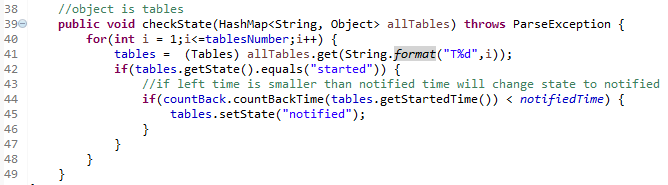 38 //object is tables
39 public void checkState(HashMap<String, Object> allTables) throws ParseException {
40 for(int i = 1;i<=tablesNumber;i++) {
41 tables =  (Tables) allTables.get(String.format("T%d",i));
42 if(tables.getState().equals("started")) {
43 //if left time is smaller than notified time will change state to notified
44 if(countBack.countBackTime(tables.getStartedTime()) < notifiedTime) {
45 tables.setState("notified");
46 }
47 }
48 }
49 }